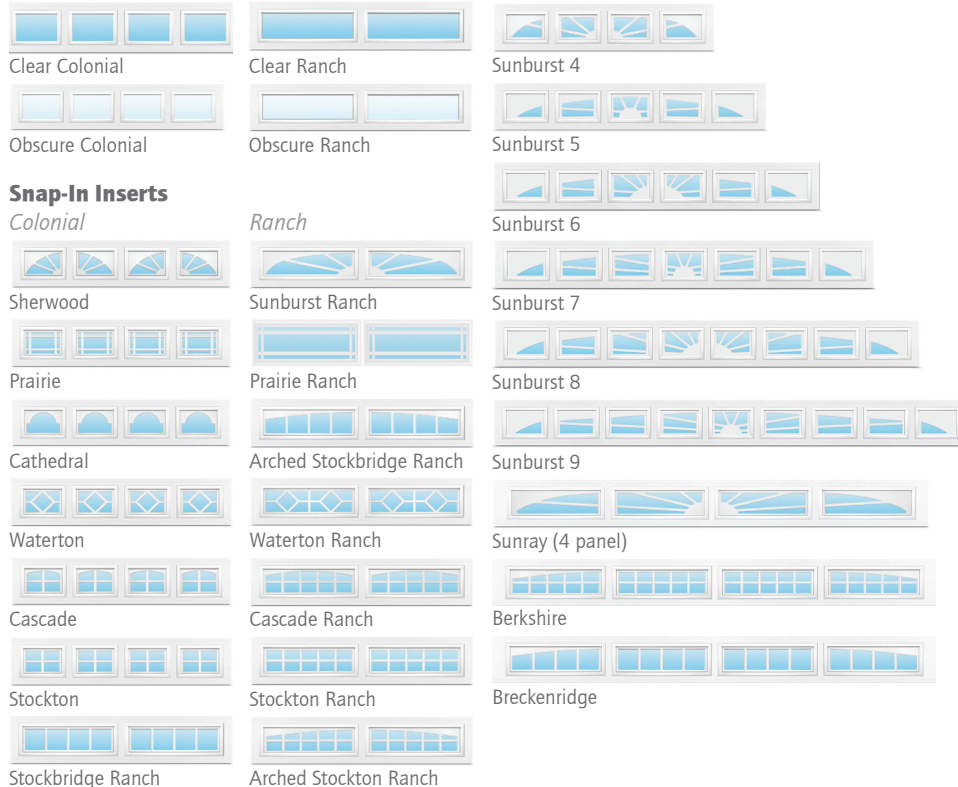 Clear Colonial
Obscure Colonial
Clear Ranch
Obscure Ranch
Snap-In Inserts
Colonial
Sherwood
Prairie
Cathedral
Waterton
Cascade
Stockton
Stockbridge Ranch
Ranch
Sunburst Ranch
Prairie Ranch
Arched Stockbridge Ranch
Waterton Ranch
Cascade Ranch
Stockton Ranch
Arched Stockton Ranch
Sunburst 4
Sunburst 5
Sunburst 6
Sunburst 7
Sunburst 8
Sunburst 9
Sunray (4 panel)
Berkshire
Breckenridge